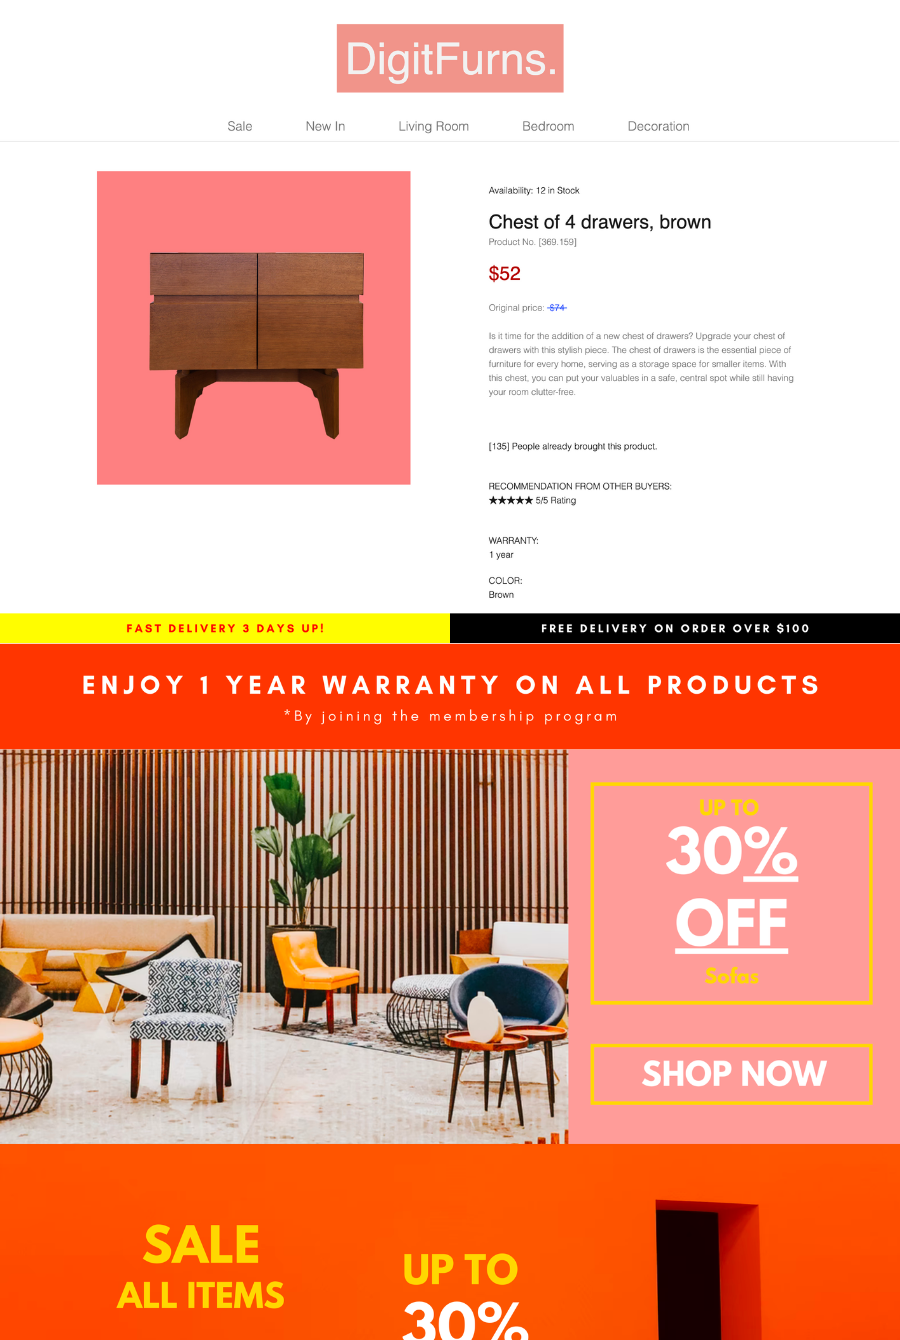 DigitFurns.
Sale New In Living Room Bedroom Decoration
Availability: 12 in Stock
Chest of 4 drawers, brown
Product No. [369.159]
$52
Original price: $74
Is it time for the addition of a new chest of drawers? Upgrade your chest of
drawers with this stylish piece. The chest of drawers is the essential piece of
furniture for every home, serving as a storage space for smaller items. With
this chest, you can put your valuables in a safe, central spot while still having
your room clutter-free.
[135] People already brought this product.
RECOMMENDATION FROM OTHER BUYERS:
★★★★★ 5/5 Rating
WARRANTY:
1 year
COLOR:
Brown
FAST DELIVERY 3 DAYS UP!
FREE DELIVERY ON ORDER OVER $100
ENJOY 1 YEAR WARRANTY ON ALL PRODUCTS
*By joining the membership program
UP TO
30%
OFF
Sofas
SHOP NOW
SALE
ALL ITEMS
UP TO
30%